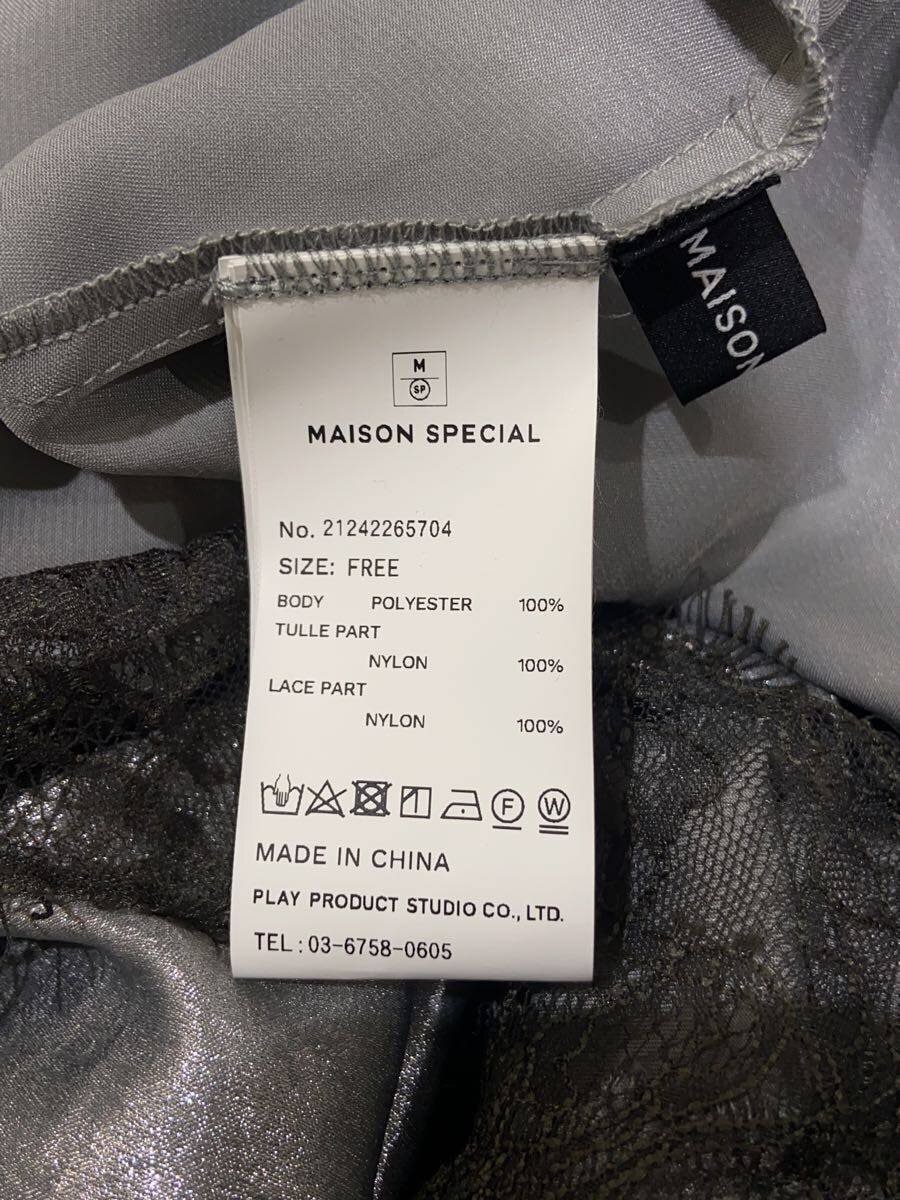 MAISON
M
SP
MAISON SPECIAL
No. 21242265704
SIZE: FREE
BODY POLYESTER 100%
TULLE PART
NYLON 100%
LACE PART
NYLON 100%
F W
MADE IN CHINA
PLAY PRODUCT STUDIO CO., LTD.
TEL : 03-6758-0605